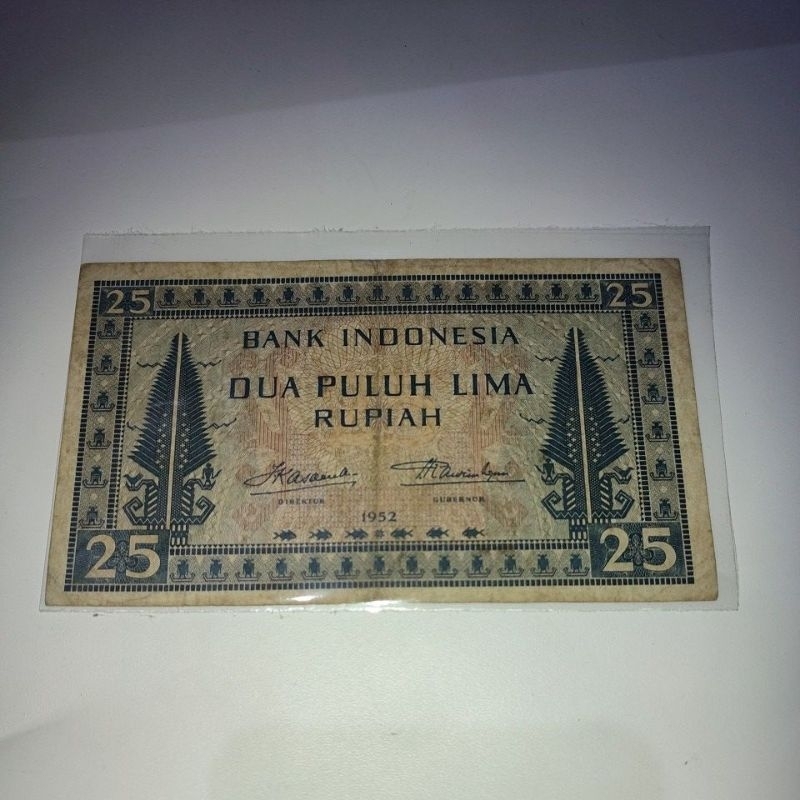 25 25
BANK INDONESIA
DUA PULUH LIMA
RUPIAH
DIREKTUR GUBERNUR
1952
25 25